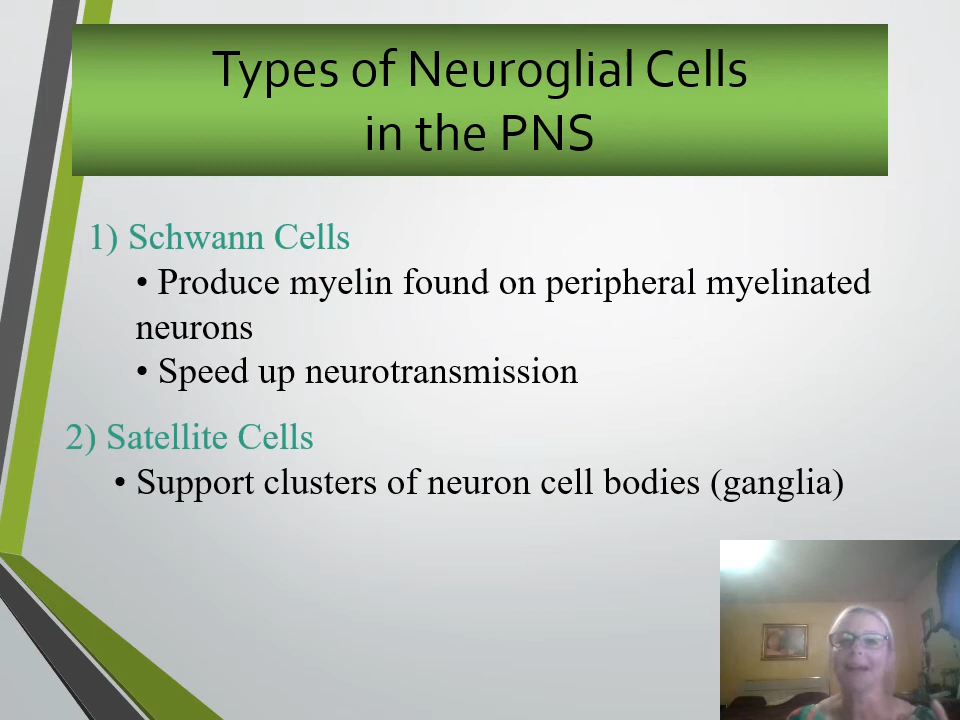 Types of Neuroglial Cells
in the PNS
1) Schwann Cells
• Produce myelin found on peripheral myelinated
neurons
• Speed up neurotransmission
2) Satellite Cells
• Support clusters of neuron cell bodies (ganglia)